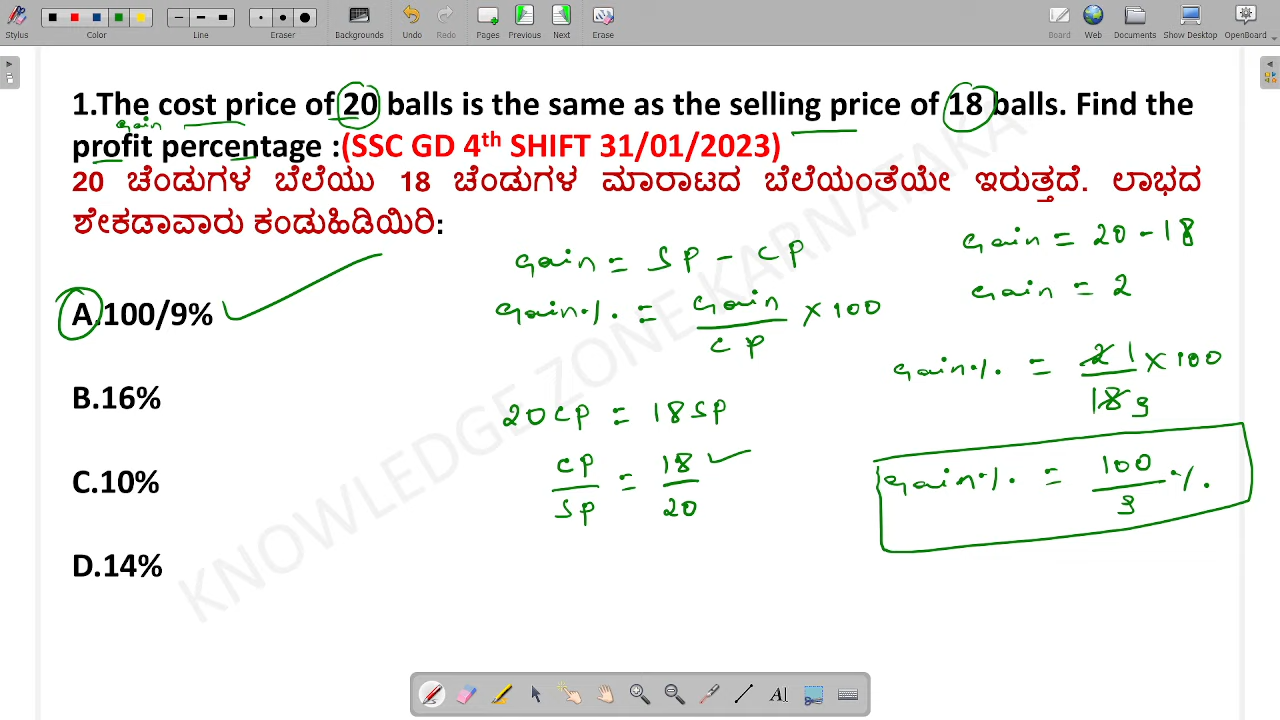 Stylus
Color
Line
Eraser
Backgrounds
Undo
Redo
Pages
Previous
Next
Erase
Board
Web
Documents
Show Desktop
OpenBoard
1.The cost price of 20 balls is the same as the selling price of 18 balls. Find the
gain
profit percentage :(SSC GD 4th SHIFT 31/01/2023)
20 ಚೆಂಡುಗಳ ಬೆಲೆಯು 18 ಚೆಂಡುಗಳ ಮಾರಾಟದ ಬೆಲೆಯಂತೆಯೇ ಇರುತ್ತದೆ. ಲಾಭದ
ಶೇಕಡಾವಾರು ಕಂಡುಹಿಡಿಯಿರಿ:
A.100/9%
B.16%
C.10%
D.14%
gain = SP - CP
gain% = gain/CP × 100
20CP = 18SP
CP/SP = 18/20
gain = 20 - 18
gain = 2
gain% = 2 1/18 9 × 100
gain% = 100/9 %
KNOWLEDGE ZONE KARNATAKA